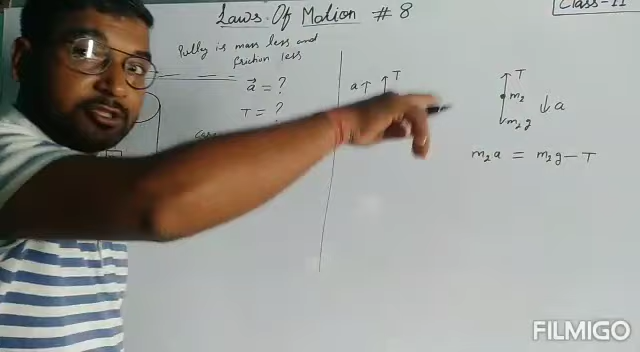 Laws Of Motion # 8
Class-11
Pully is mass less and
friction less
a⃗ = ?
T = ?
a ↑ ↑ T
↑ T
m₂ ↓ a
↓ m₂g
m₂a = m₂g – T
FILMIGO